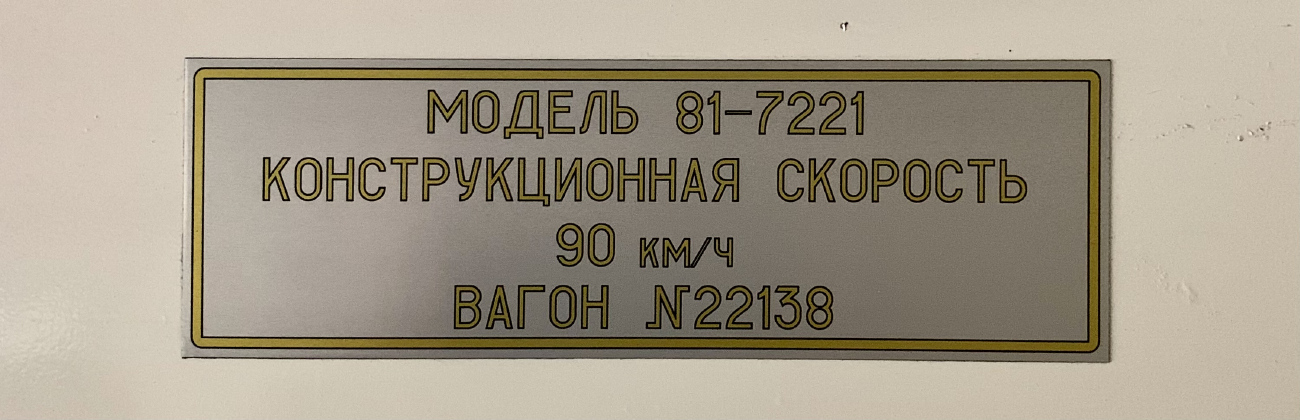 МОДЕЛЬ 81-7221
КОНСТРУКЦИОННАЯ СКОРОСТЬ
90 км/ч
ВАГОН №22138